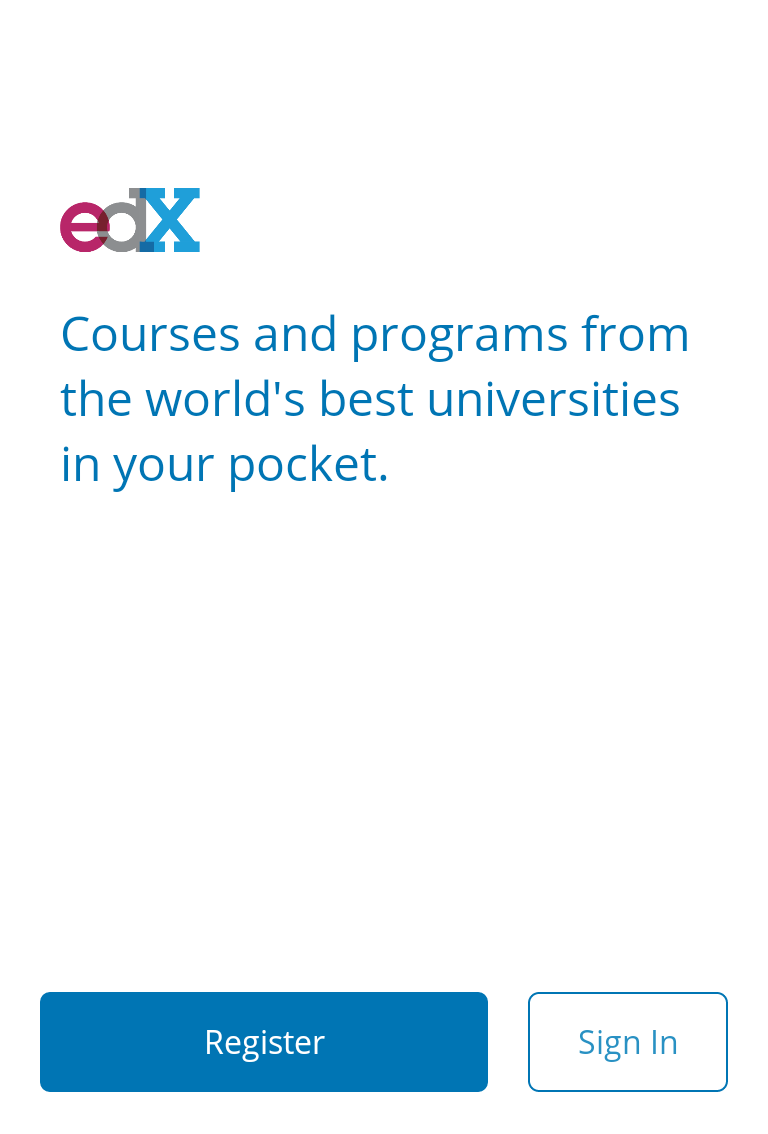 edX
Courses and programs from
the world's best universities
in your pocket.
Register
Sign In